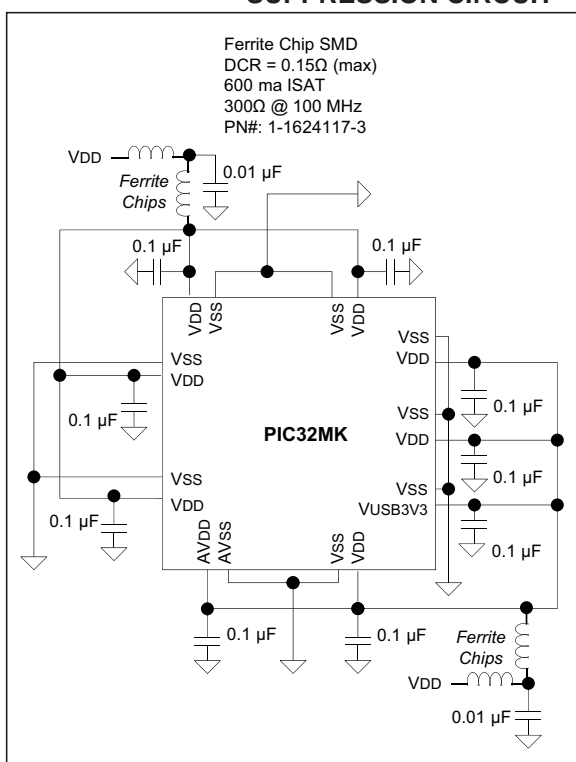 Ferrite Chip SMD
DCR = 0.15Ω (max)
600 ma ISAT
300Ω @ 100 MHz
PN#: 1-1624117-3
VDD
0.01 µF
Ferrite
Chips
0.1 µF
0.1 µF
VDD
VSS
VSS
VDD
VSS
VDD
VSS
VDD
0.1 µF
0.1 µF
VSS
VDD
PIC32MK
VSS
VDD
0.1 µF
0.1 µF
VSS
VUSB3V3
0.1 µF
AVDD
AVSS
VSS
VDD
0.1 µF
0.1 µF
Ferrite
Chips
VDD
0.01 µF